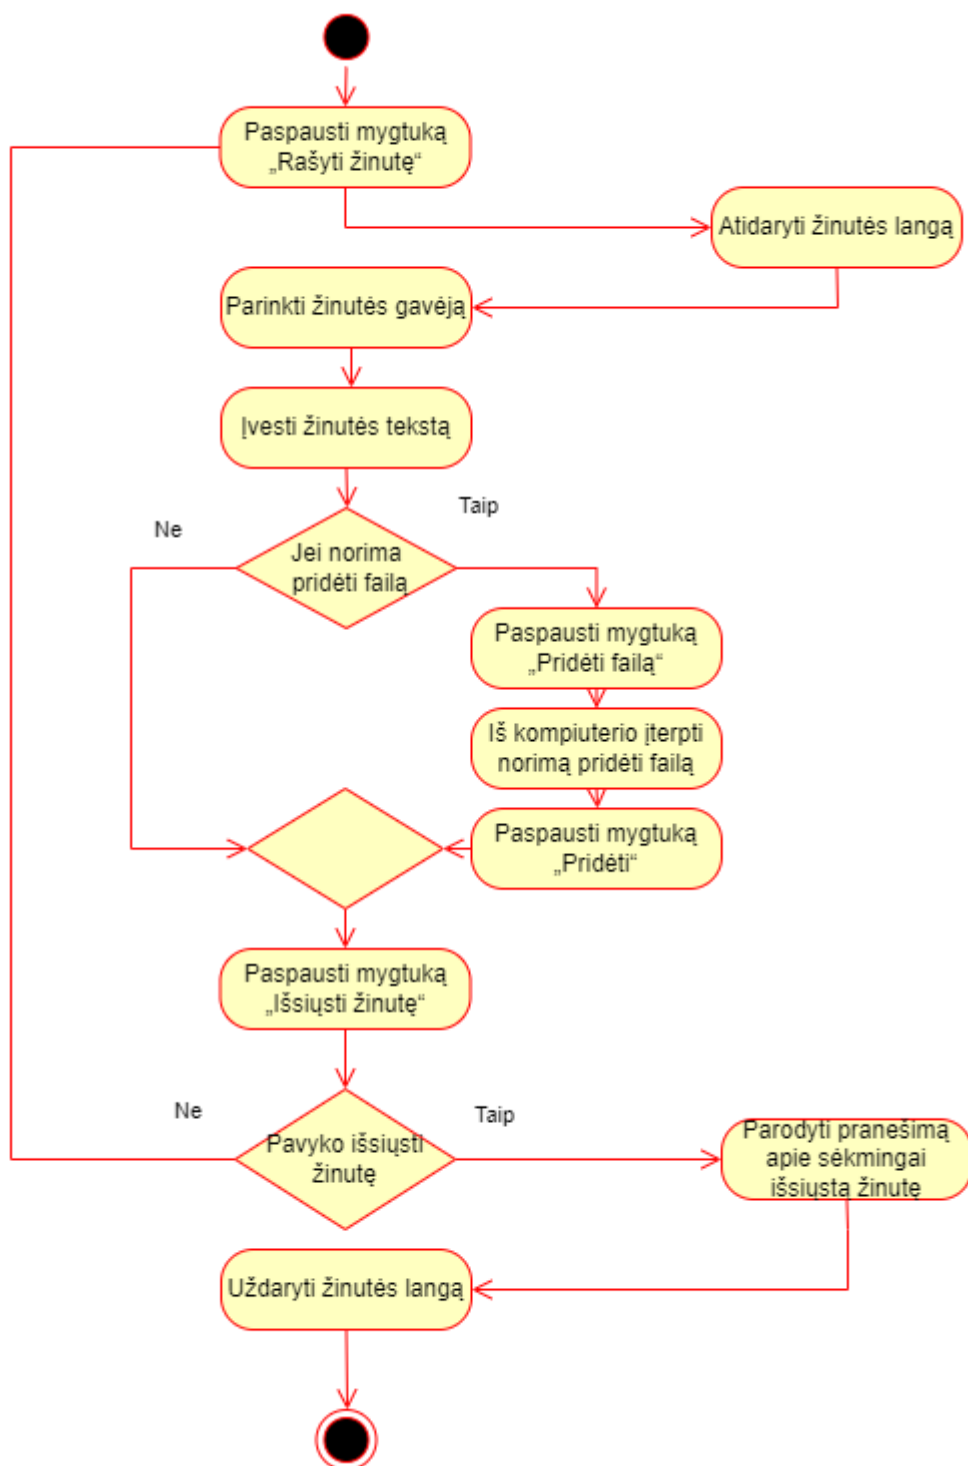 Paspausti mygtuką
„Rašyti žinutę“
Atidaryti žinutės langą
Parinkti žinutės gavėją
Įvesti žinutės tekstą
Ne
Taip
Jei norima
pridėti failą
Paspausti mygtuką
„Pridėti failą“
Iš kompiuterio įterpti
norimą pridėti failą
Paspausti mygtuką
„Pridėti“
Paspausti mygtuką
„Išsiųsti žinutę“
Ne
Taip
Pavyko išsiųsti
žinutę
Parodyti pranešimą
apie sėkmingai
išsiųstą žinutę
Uždaryti žinutės langą